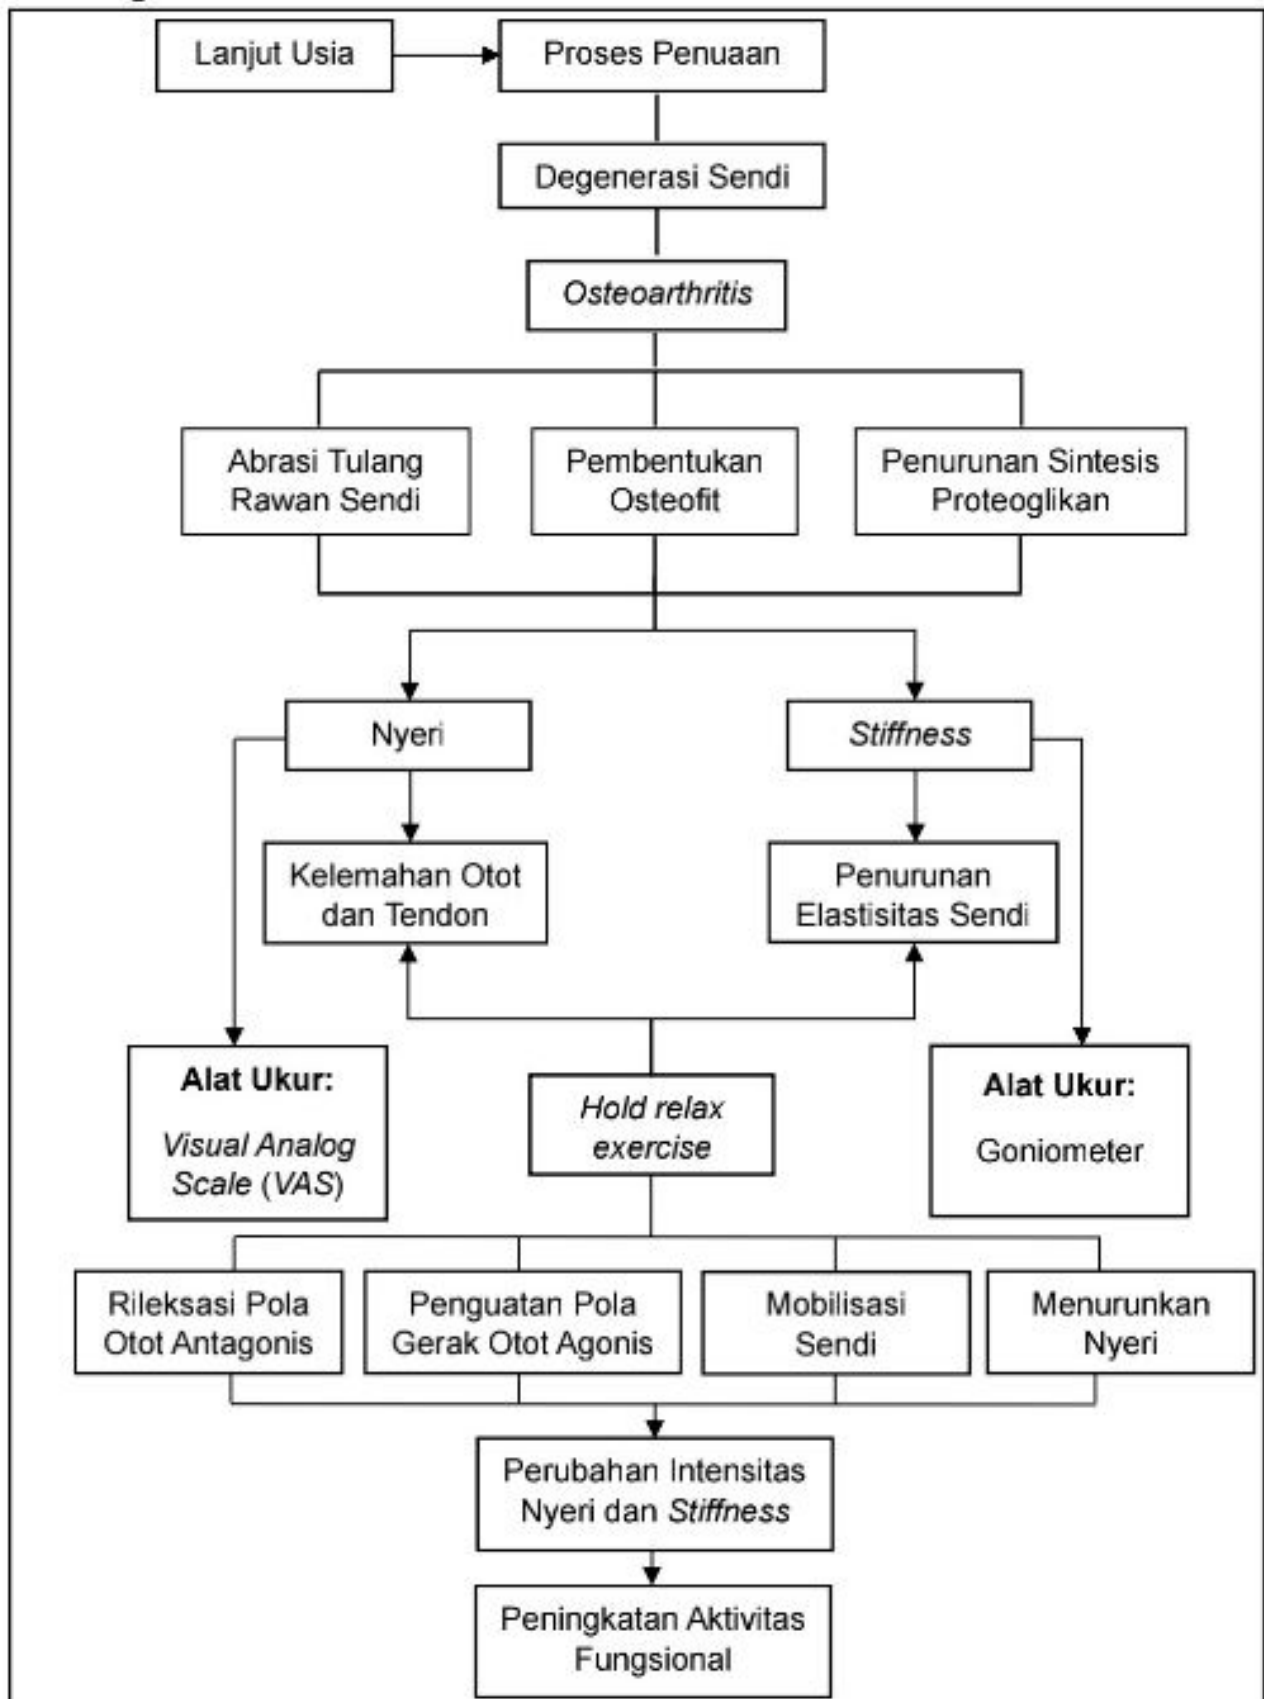 Lanjut Usia
Proses Penuaan
Degenerasi Sendi
Osteoarthritis
Abrasi Tulang
Rawan Sendi
Pembentukan
Osteofit
Penurunan Sintesis
Proteoglikan
Nyeri
Stiffness
Kelemahan Otot
dan Tendon
Penurunan
Elastisitas Sendi
Alat Ukur:
Visual Analog
Scale (VAS)
Hold relax
exercise
Alat Ukur:
Goniometer
Rileksasi Pola
Otot Antagonis
Penguatan Pola
Gerak Otot Agonis
Mobilisasi
Sendi
Menurunkan
Nyeri
Perubahan Intensitas
Nyeri dan Stiffness
Peningkatan Aktivitas
Fungsional